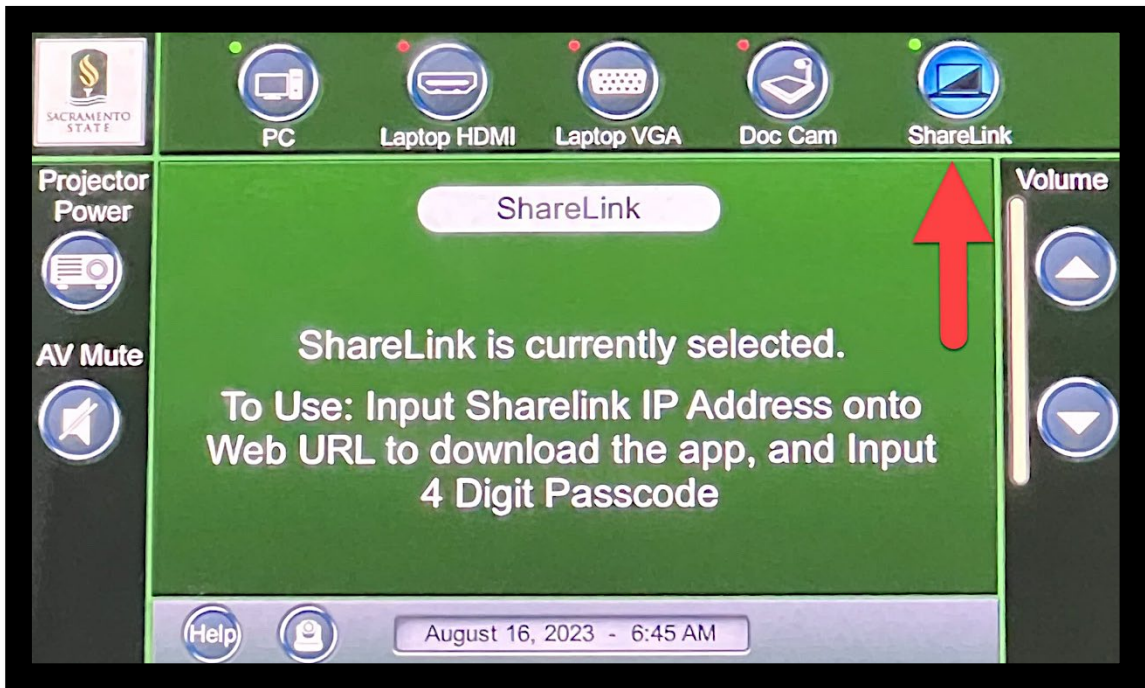 SACRAMENTO
STATE
PC
Laptop HDMI
Laptop VGA
Doc Cam
ShareLink
Projector
Power
AV Mute
ShareLink
ShareLink is currently selected.
To Use: Input Sharelink IP Address onto
Web URL to download the app, and Input
4 Digit Passcode
Volume
Help
August 16, 2023 - 6:45 AM